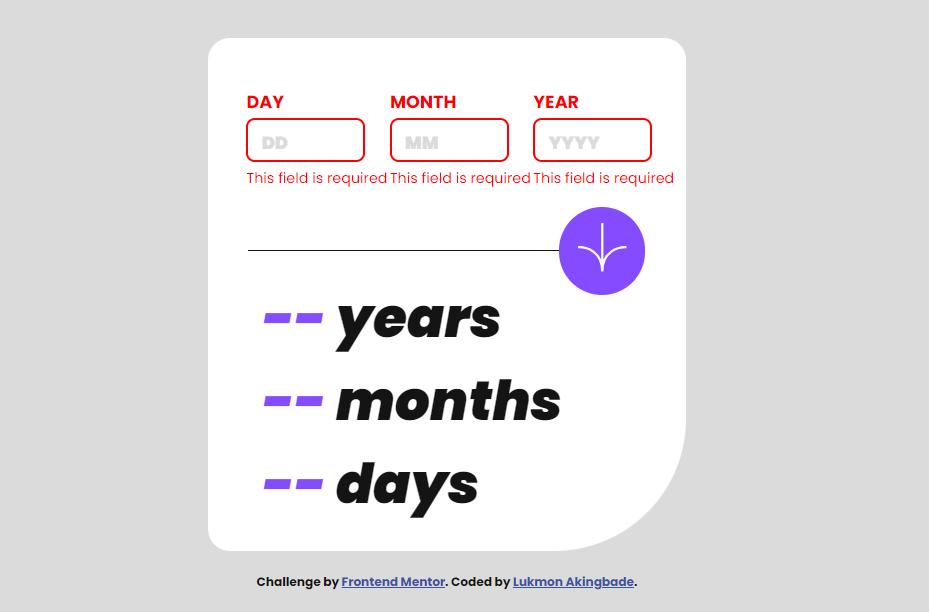 DAY MONTH YEAR
DD MM YYYY
This field is required This field is required This field is required
-- years
-- months
-- days
Challenge by Frontend Mentor. Coded by Lukmon Akingbade.